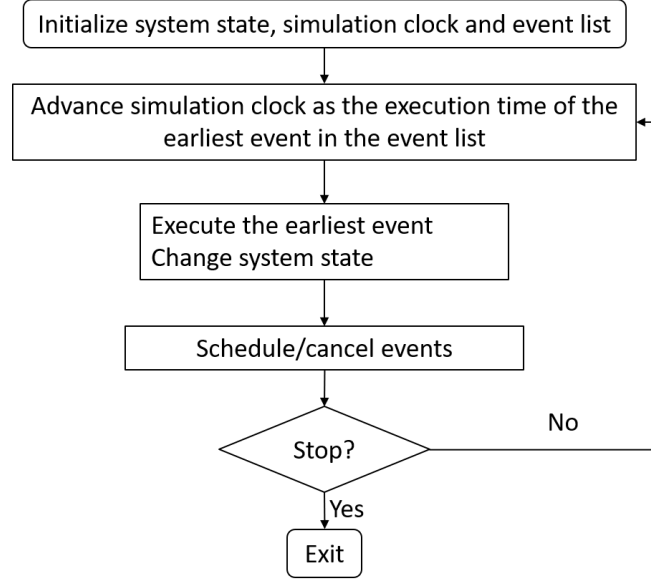 Initialize system state, simulation clock and event list
Advance simulation clock as the execution time of the
earliest event in the event list
Execute the earliest event
Change system state
Schedule/cancel events
Stop?
No
Yes
Exit